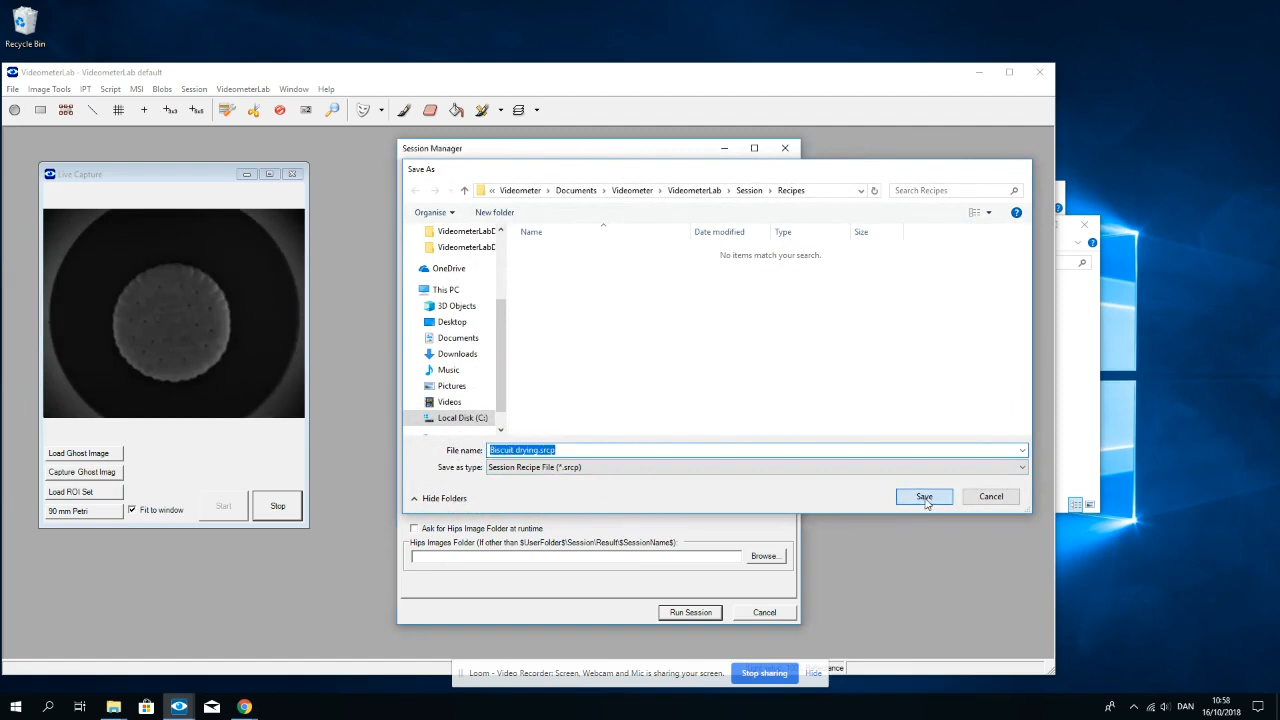 Recycle Bin
VideometerLab - VideometerLab default
File Image Tools IPT Script MSI Blobs Session VideometerLab Window Help
Session Manager
Save As
« Videometer > Documents > Videometer > VideometerLab > Session > Recipes
Search Recipes
Organise New folder
Name Date modified Type Size
No items match your search.
VideometerLabD
VideometerLabD
OneDrive
This PC
3D Objects
Desktop
Documents
Downloads
Music
Pictures
Videos
Local Disk (C:)
File name: Biscuit drying.srcp
Save as type: Session Recipe File (*.srcp)
Hide Folders
Save Cancel
Live Capture
Load Ghost Image
Capture Ghost Imag
Load ROI Set
90 mm Petri
Fit to window
Start
Stop
Ask for Hips Image Folder at runtime
Hips Images Folder (If other than $UserFolder$\Session\Result\$SessionName$):
Browse...
Run Session Cancel
Loom - Video Recorder: Screen, Webcam and Mic is sharing your screen. Stop sharing Hide
DAN
10:58
16/10/2018